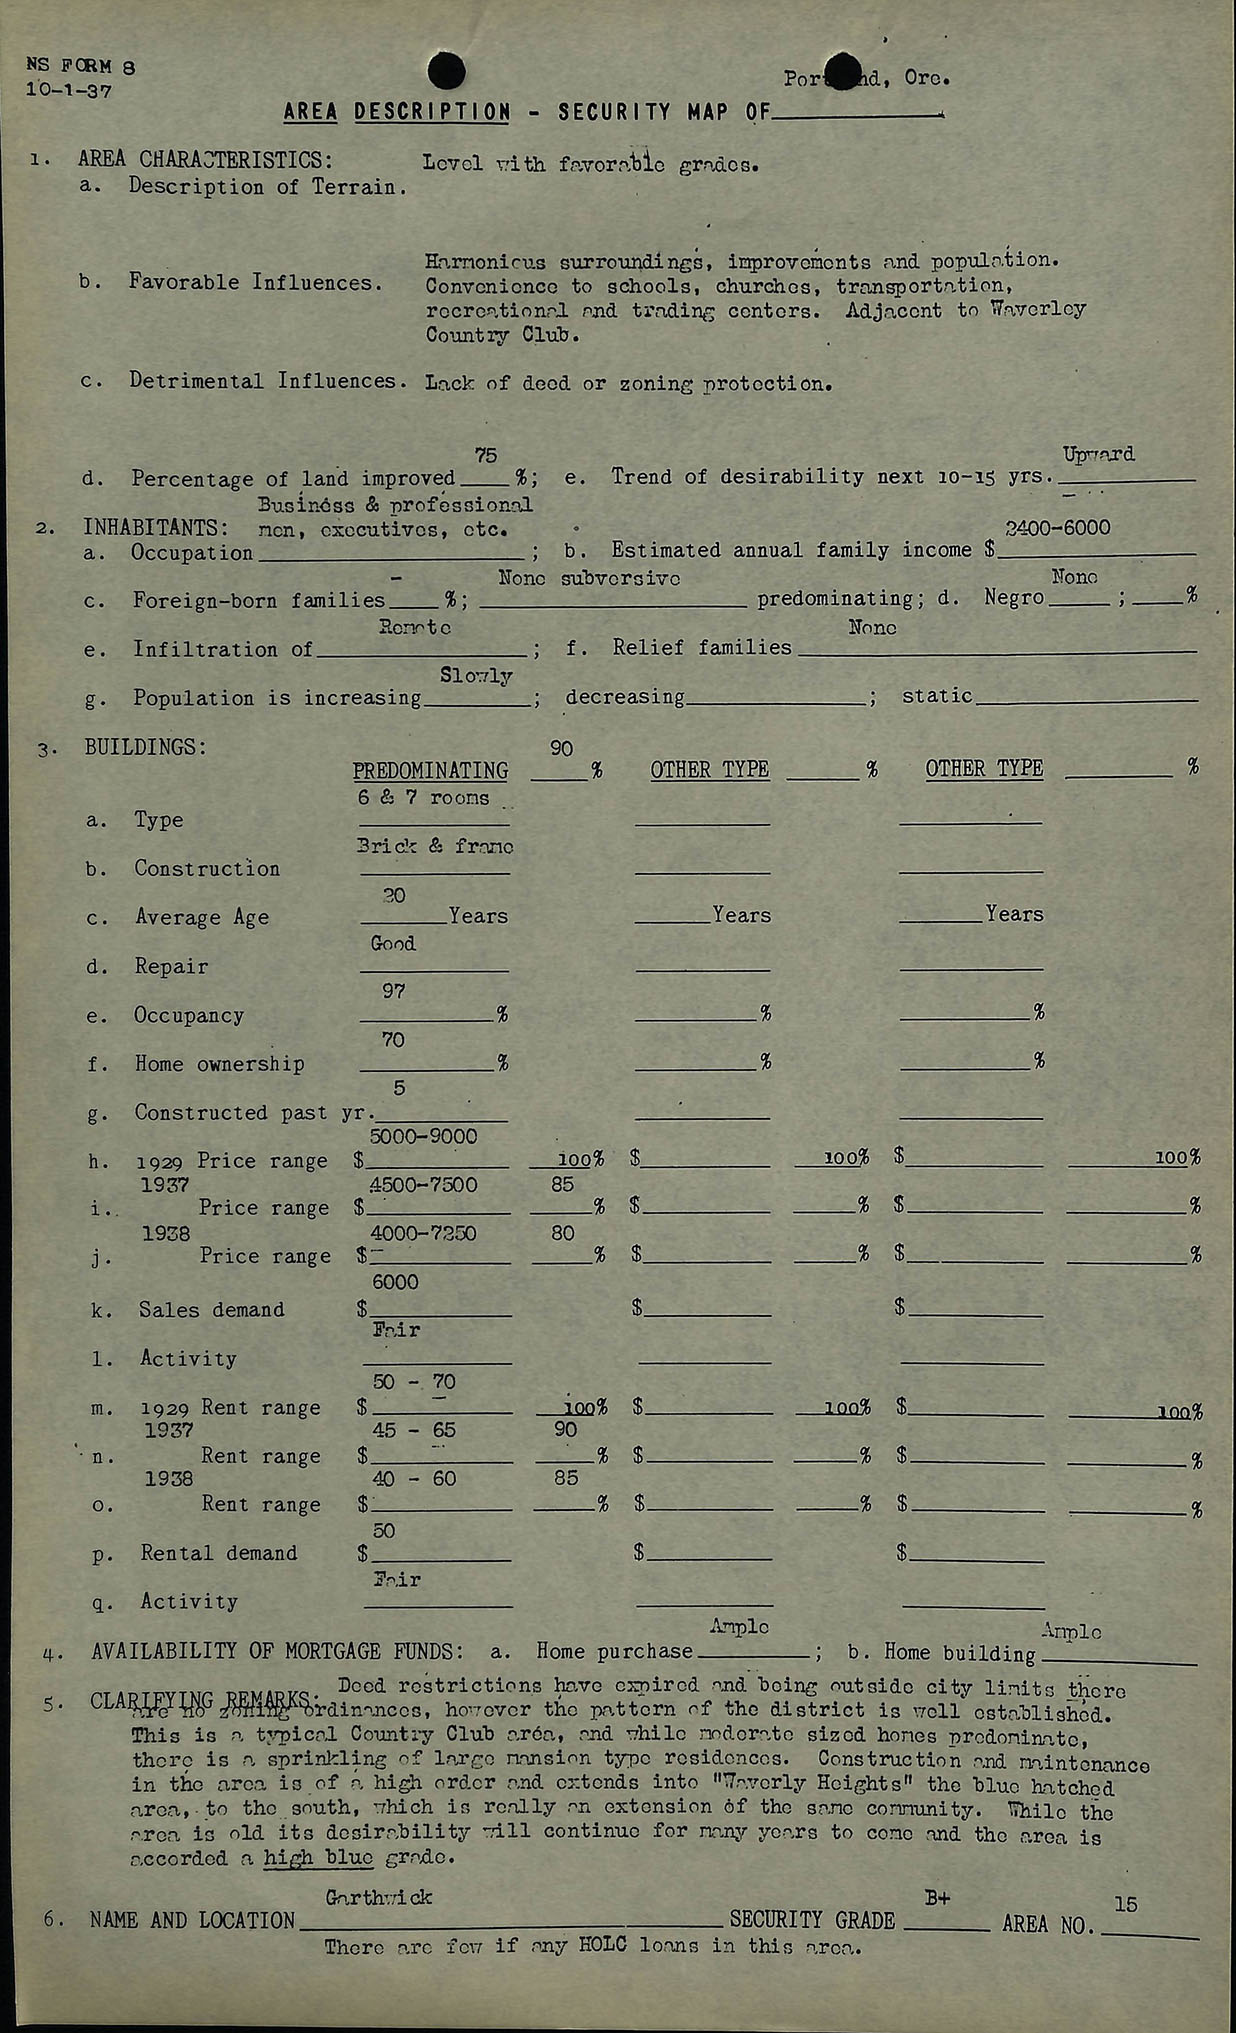 NS FORM 8
10-1-37
Portland, Ore.
AREA DESCRIPTION - SECURITY MAP OF
1. AREA CHARACTERISTICS: Level with favorable grades.
a. Description of Terrain.
Harmonious surroundings, improvements and population.
b. Favorable Influences. Convenience to schools, churches, transportation,
recreational and trading centers. Adjacent to Waverley
Country Club.
c. Detrimental Influences. Lack of deed or zoning protection.
75 Upward
d. Percentage of land improved %; e. Trend of desirability next 10-15 yrs.
Business & professional
2. INHABITANTS: men, executives, etc. 2400-6000
a. Occupation ; b. Estimated annual family income $
- None subversive None
c. Foreign-born families %; predominating; d. Negro ; %
Remote None
e. Infiltration of ; f. Relief families
Slowly
g. Population is increasing ; decreasing ; static
3. BUILDINGS: 90
PREDOMINATING % OTHER TYPE % OTHER TYPE %
6 & 7 rooms
a. Type
Brick & frame
b. Construction
20
c. Average Age Years Years Years
Good
d. Repair
97
e. Occupancy % % %
70
f. Home ownership % % %
5
g. Constructed past yr.
5000-9000
h. 1929 Price range $ 100% $ 100% $ 100%
1937 4500-7500 85
i. Price range $ % $ % $ %
1938 4000-7250 80
j. Price range $ % $ % $ %
6000
k. Sales demand $ $ $
Fair
l. Activity
50 - 70
m. 1929 Rent range $ 100% $ 100% $ 100%
1937 45 - 65 90
n. Rent range $ % $ % $ %
1938 40 - 60 85
o. Rent range $ % $ % $ %
50
p. Rental demand $ $ $
Fair
q. Activity
Ample Ample
4. AVAILABILITY OF MORTGAGE FUNDS: a. Home purchase ; b. Home building
Deed restrictions have expired and being outside city limits there
5. CLARIFYING REMARKS:
are no zoning ordinances, however the pattern of the district is well established.
This is a typical Country Club area, and while moderate sized homes predominate,
there is a sprinkling of large mansion type residences. Construction and maintenance
in the area is of a high order and extends into "Waverly Heights" the blue hatched
area, to the south, which is really an extension of the same community. While the
area is old its desirability will continue for many years to come and the area is
accorded a high blue grade.
Garthwick B+ 15
6. NAME AND LOCATION SECURITY GRADE AREA NO.
There are few if any HOLC loans in this area.